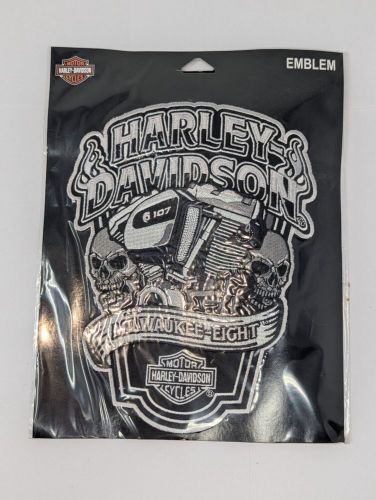 MOTOR
HARLEY-DAVIDSON
CYCLES
EMBLEM
HARLEY-
DAVIDSON®
107
MILWAUKEE-EIGHT
MOTOR
HARLEY-DAVIDSON
CYCLES®